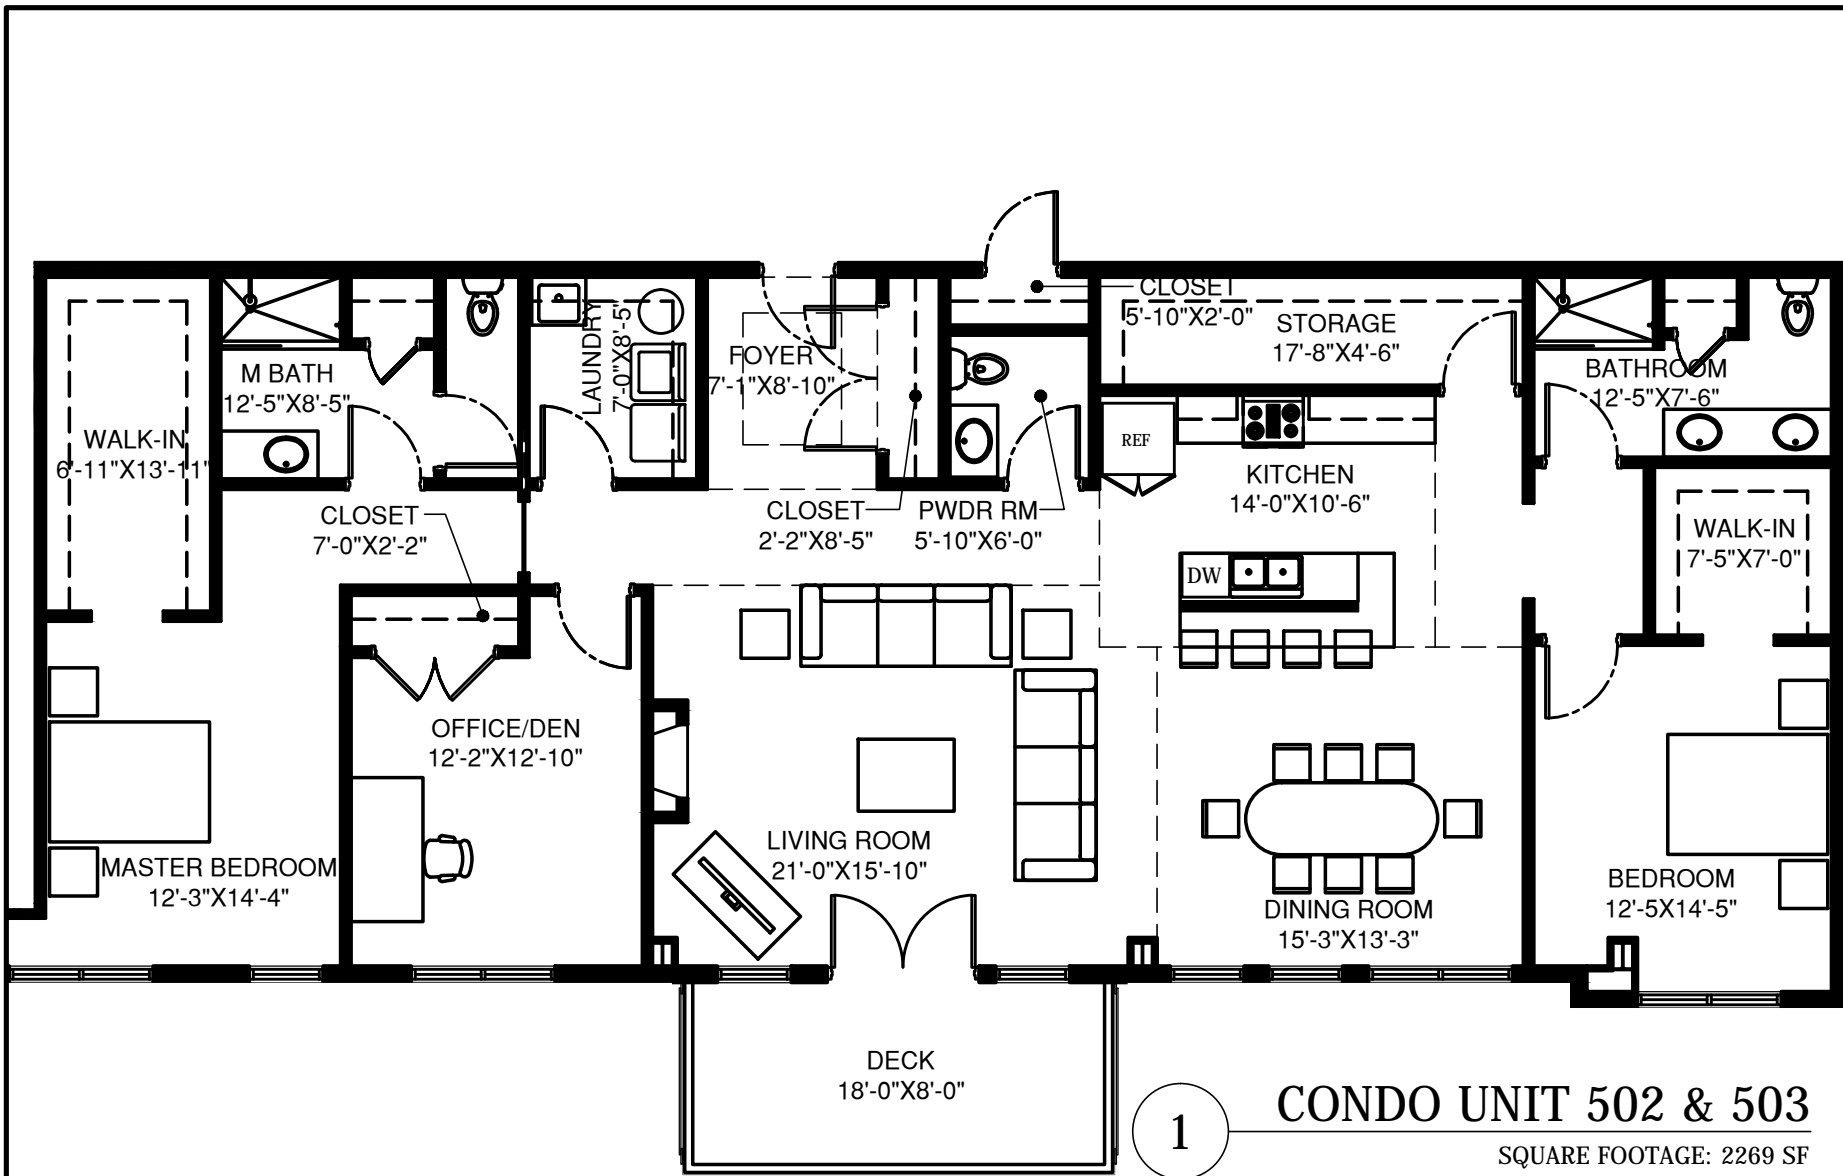 CLOSET
5'-10"X2'-0"
STORAGE
17'-8"X4'-6"
LAUNDRY
7'-0"X8'-5"
FOYER
7'-1"X8'-10"
M BATH
12'-5"X8'-5"
BATHROOM
12'-5"X7'-6"
WALK-IN
6'-11"X13'-11"
REF
KITCHEN
14'-0"X10'-6"
CLOSET
7'-0"X2'-2"
CLOSET
2'-2"X8'-5"
PWDR RM
5'-10"X6'-0"
WALK-IN
7'-5"X7'-0"
DW
OFFICE/DEN
12'-2"X12'-10"
LIVING ROOM
21'-0"X15'-10"
MASTER BEDROOM
12'-3"X14'-4"
DINING ROOM
15'-3"X13'-3"
BEDROOM
12'-5X14'-5"
DECK
18'-0"X8'-0"
1
CONDO UNIT 502 & 503
SQUARE FOOTAGE: 2269 SF